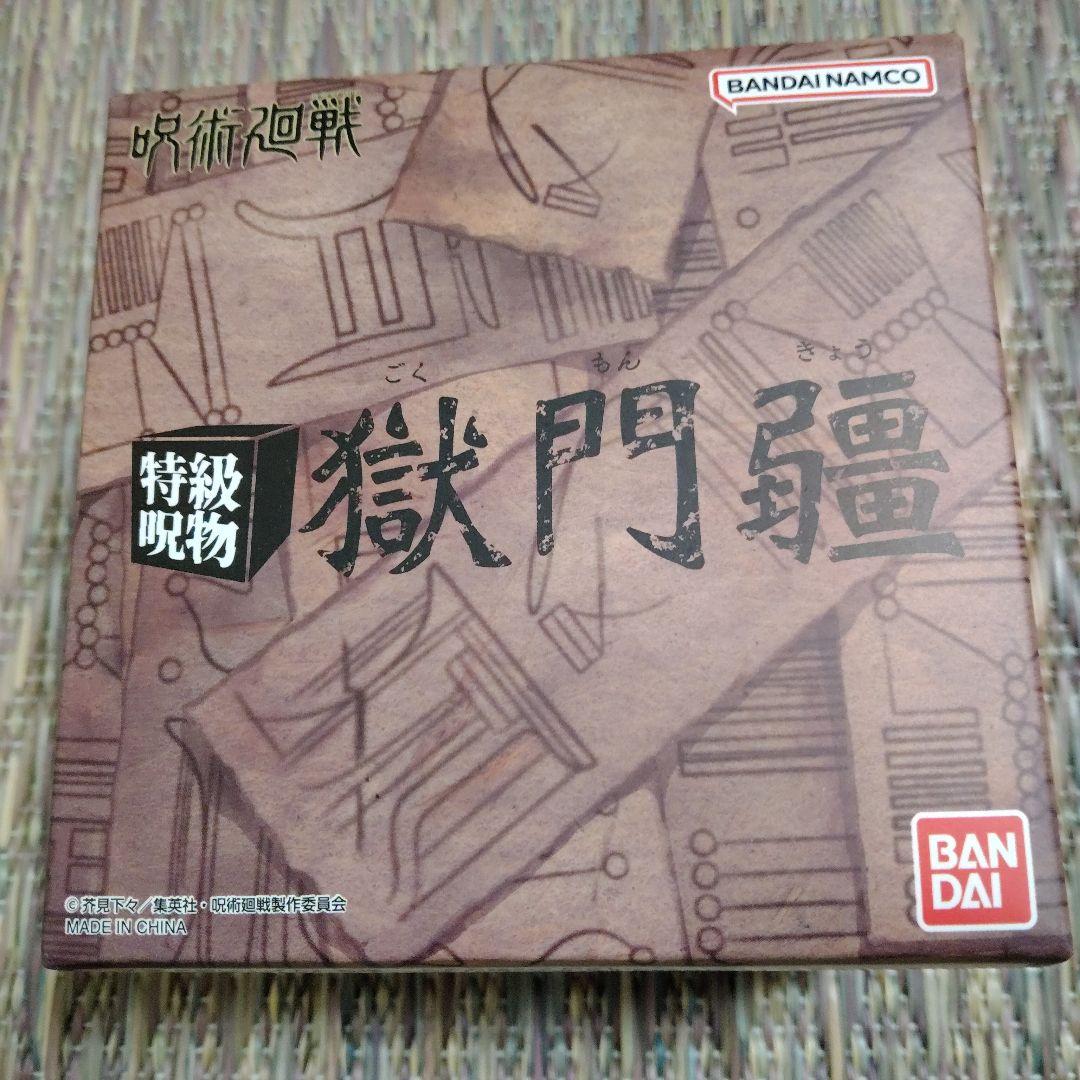 呪術廻戦
BANDAI NAMCO
ごく もん きょう
特級
呪物
獄門疆
©芥見下々/集英社・呪術廻戦製作委員会
MADE IN CHINA
BAN
DAI